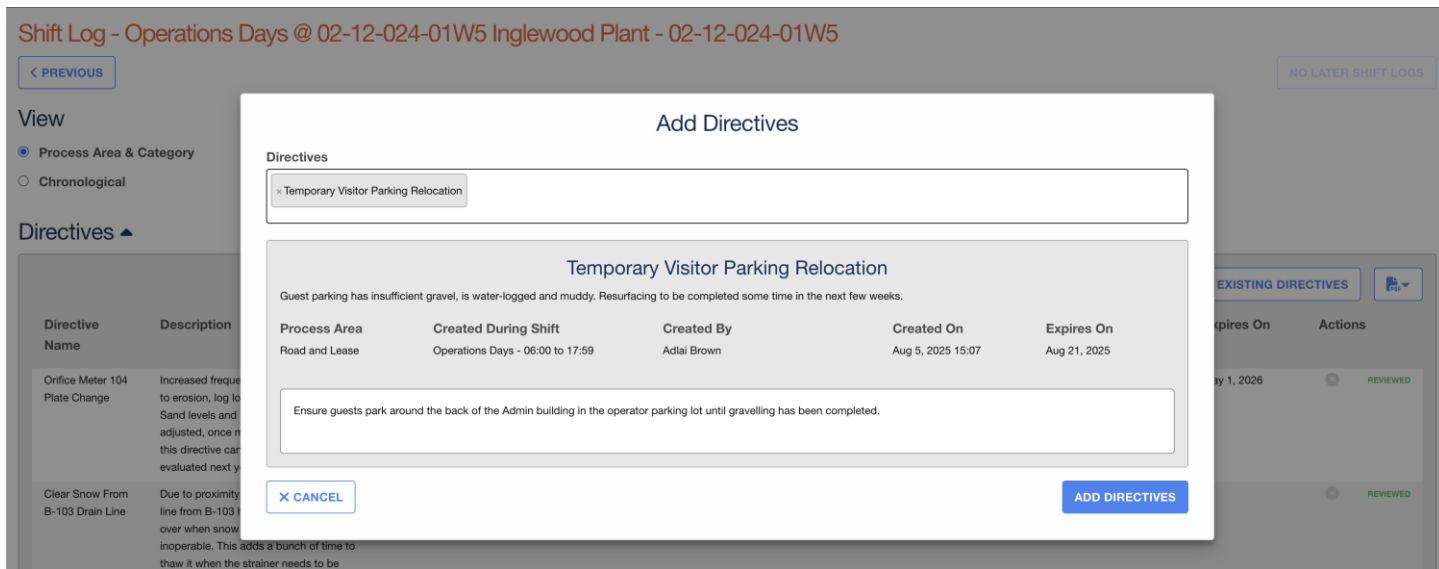 Shift Log - Operations Days @ 02-12-024-01W5 Inglewood Plant - 02-12-024-01W5
PREVIOUS
NO LATER SHIFT LOGS
View
Process Area & Category
Chronological
Directives
Add Directives
Directives
× Temporary Visitor Parking Relocation
Temporary Visitor Parking Relocation
Guest parking has insufficient gravel, is water-logged and muddy. Resurfacing to be completed some time in the next few weeks.
Process Area Created During Shift Created By Created On Expires On
Road and Lease Operations Days - 06:00 to 17:59 Adlai Brown Aug 5, 2025 15:07 Aug 21, 2025
Ensure guests park around the back of the Admin building in the operator parking lot until gravelling has been completed.
CANCEL
ADD DIRECTIVES
EXISTING DIRECTIVES
PDF
Directive Name
Description
Expires On
Actions
Orifice Meter 104
Plate Change
Increased
to erosion, log
Sand levels and
adjusted, once
this directive
evaluated next
1, 2026
REVIEWED
Clear Snow From
B-103 Drain Line
Due to proximity
line from B-103
over when snow
inoperable. This adds a bunch of time to
thaw it when the strainer needs to be
REVIEWED